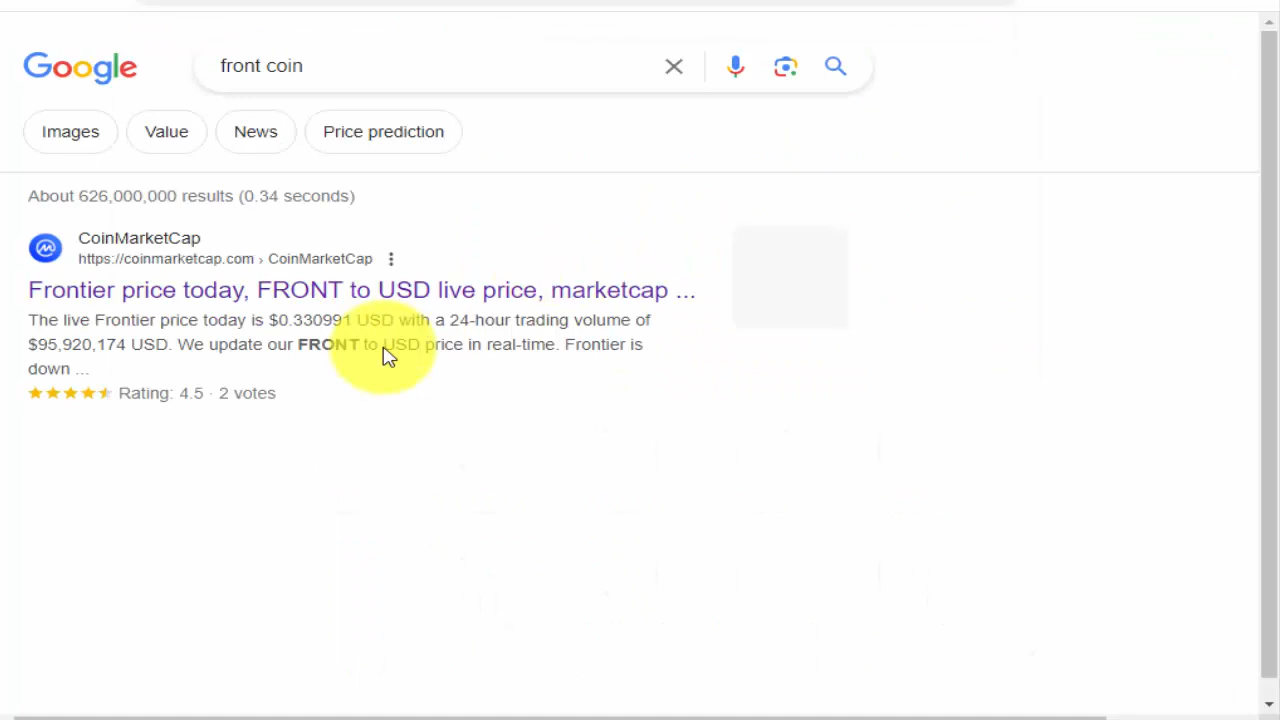 Google
front coin
Images
Value
News
Price prediction
About 626,000,000 results (0.34 seconds)
CoinMarketCap
https://coinmarketcap.com › CoinMarketCap
Frontier price today, FRONT to USD live price, marketcap ...
The live Frontier price today is $0.330991 USD with a 24-hour trading volume of
$95,920,174 USD. We update our FRONT to USD price in real-time. Frontier is
down ...
Rating: 4.5 · 2 votes